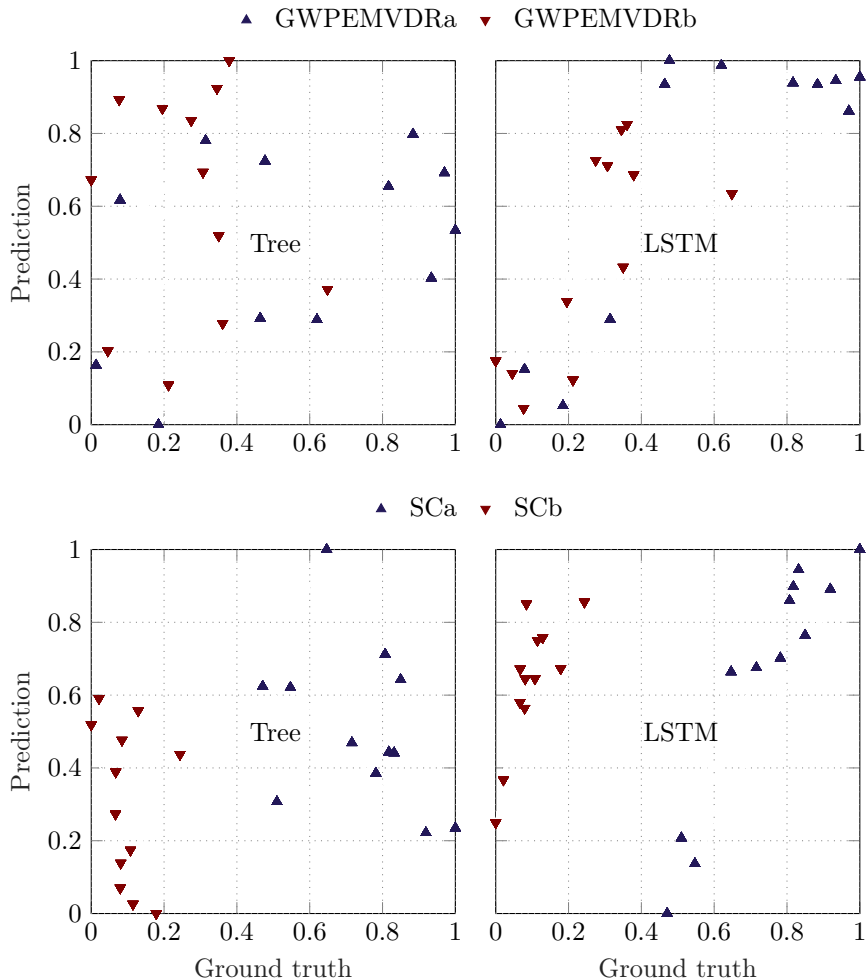 GWPEMVDRa GWPEMVDRb
1
0.8
0.6
0.4
0.2
0
Prediction
Tree
0 0.2 0.4 0.6 0.8 1
LSTM
0 0.2 0.4 0.6 0.8 1
SCa SCb
1
0.8
0.6
0.4
0.2
0
Prediction
Tree
0 0.2 0.4 0.6 0.8 1
Ground truth
LSTM
0 0.2 0.4 0.6 0.8 1
Ground truth